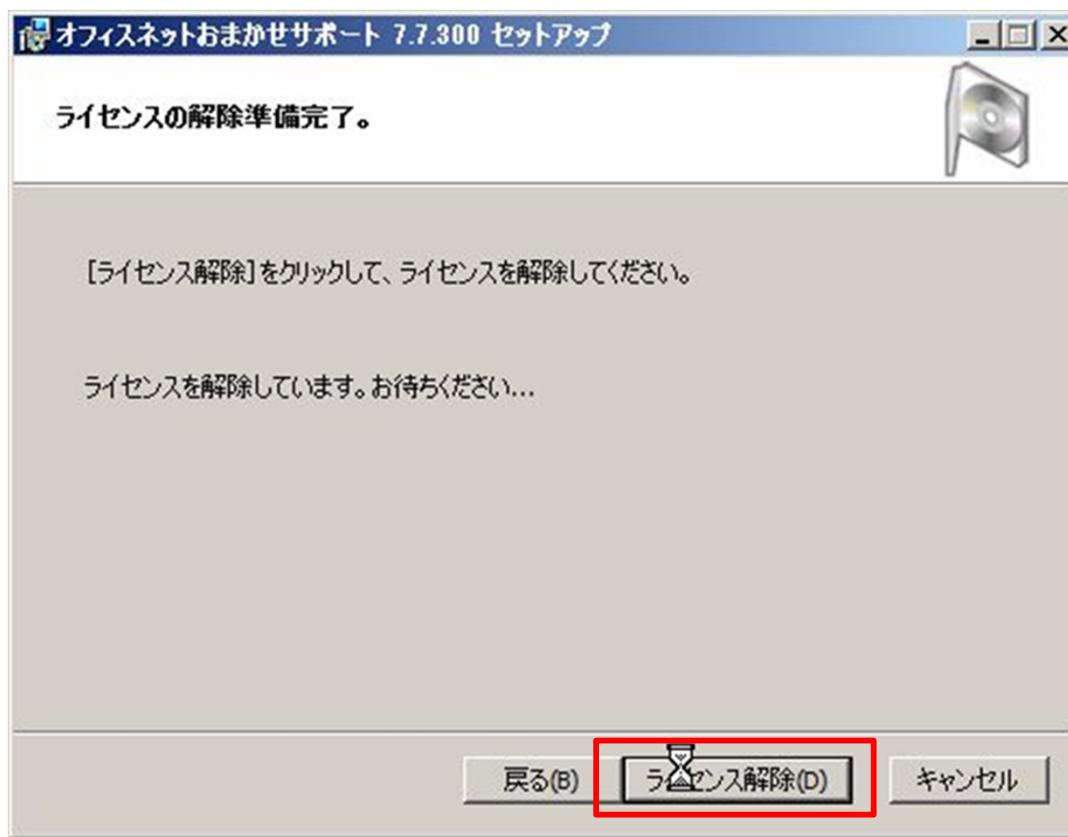 オフィスネットおまかせサポート 7.7.300 セットアップ
ライセンスの解除準備完了。
[ライセンス解除]をクリックして、ライセンスを解除してください。
ライセンスを解除しています。お待ちください...
戻る(B) ライセンス解除(D) キャンセル